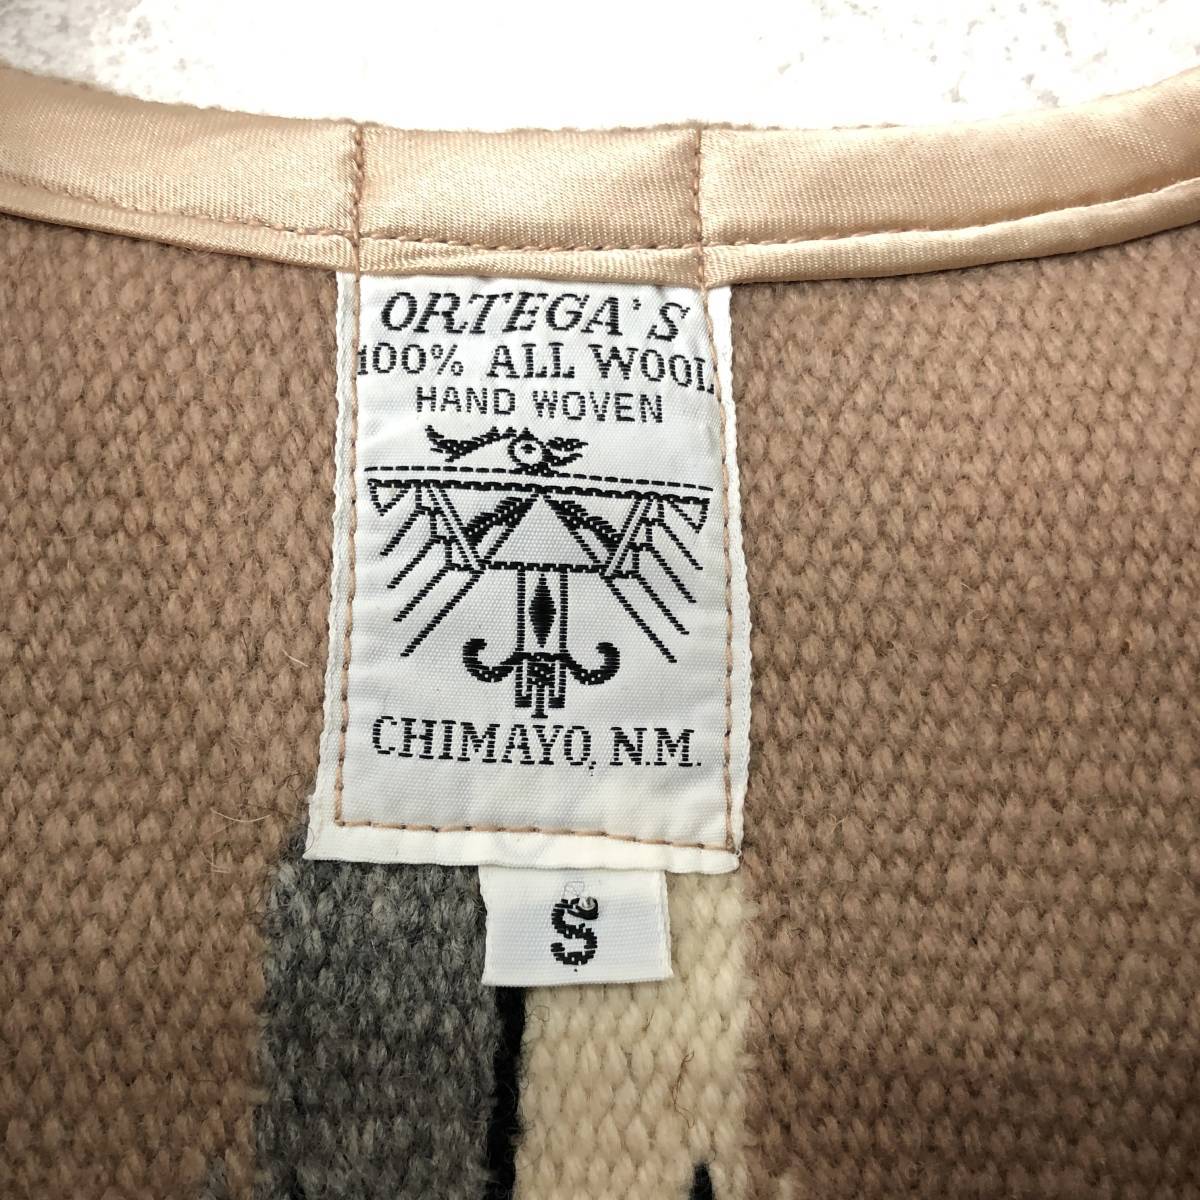 ORTEGA'S
100% ALL WOOL
HAND WOVEN
CHIMAYO, N.M.
S